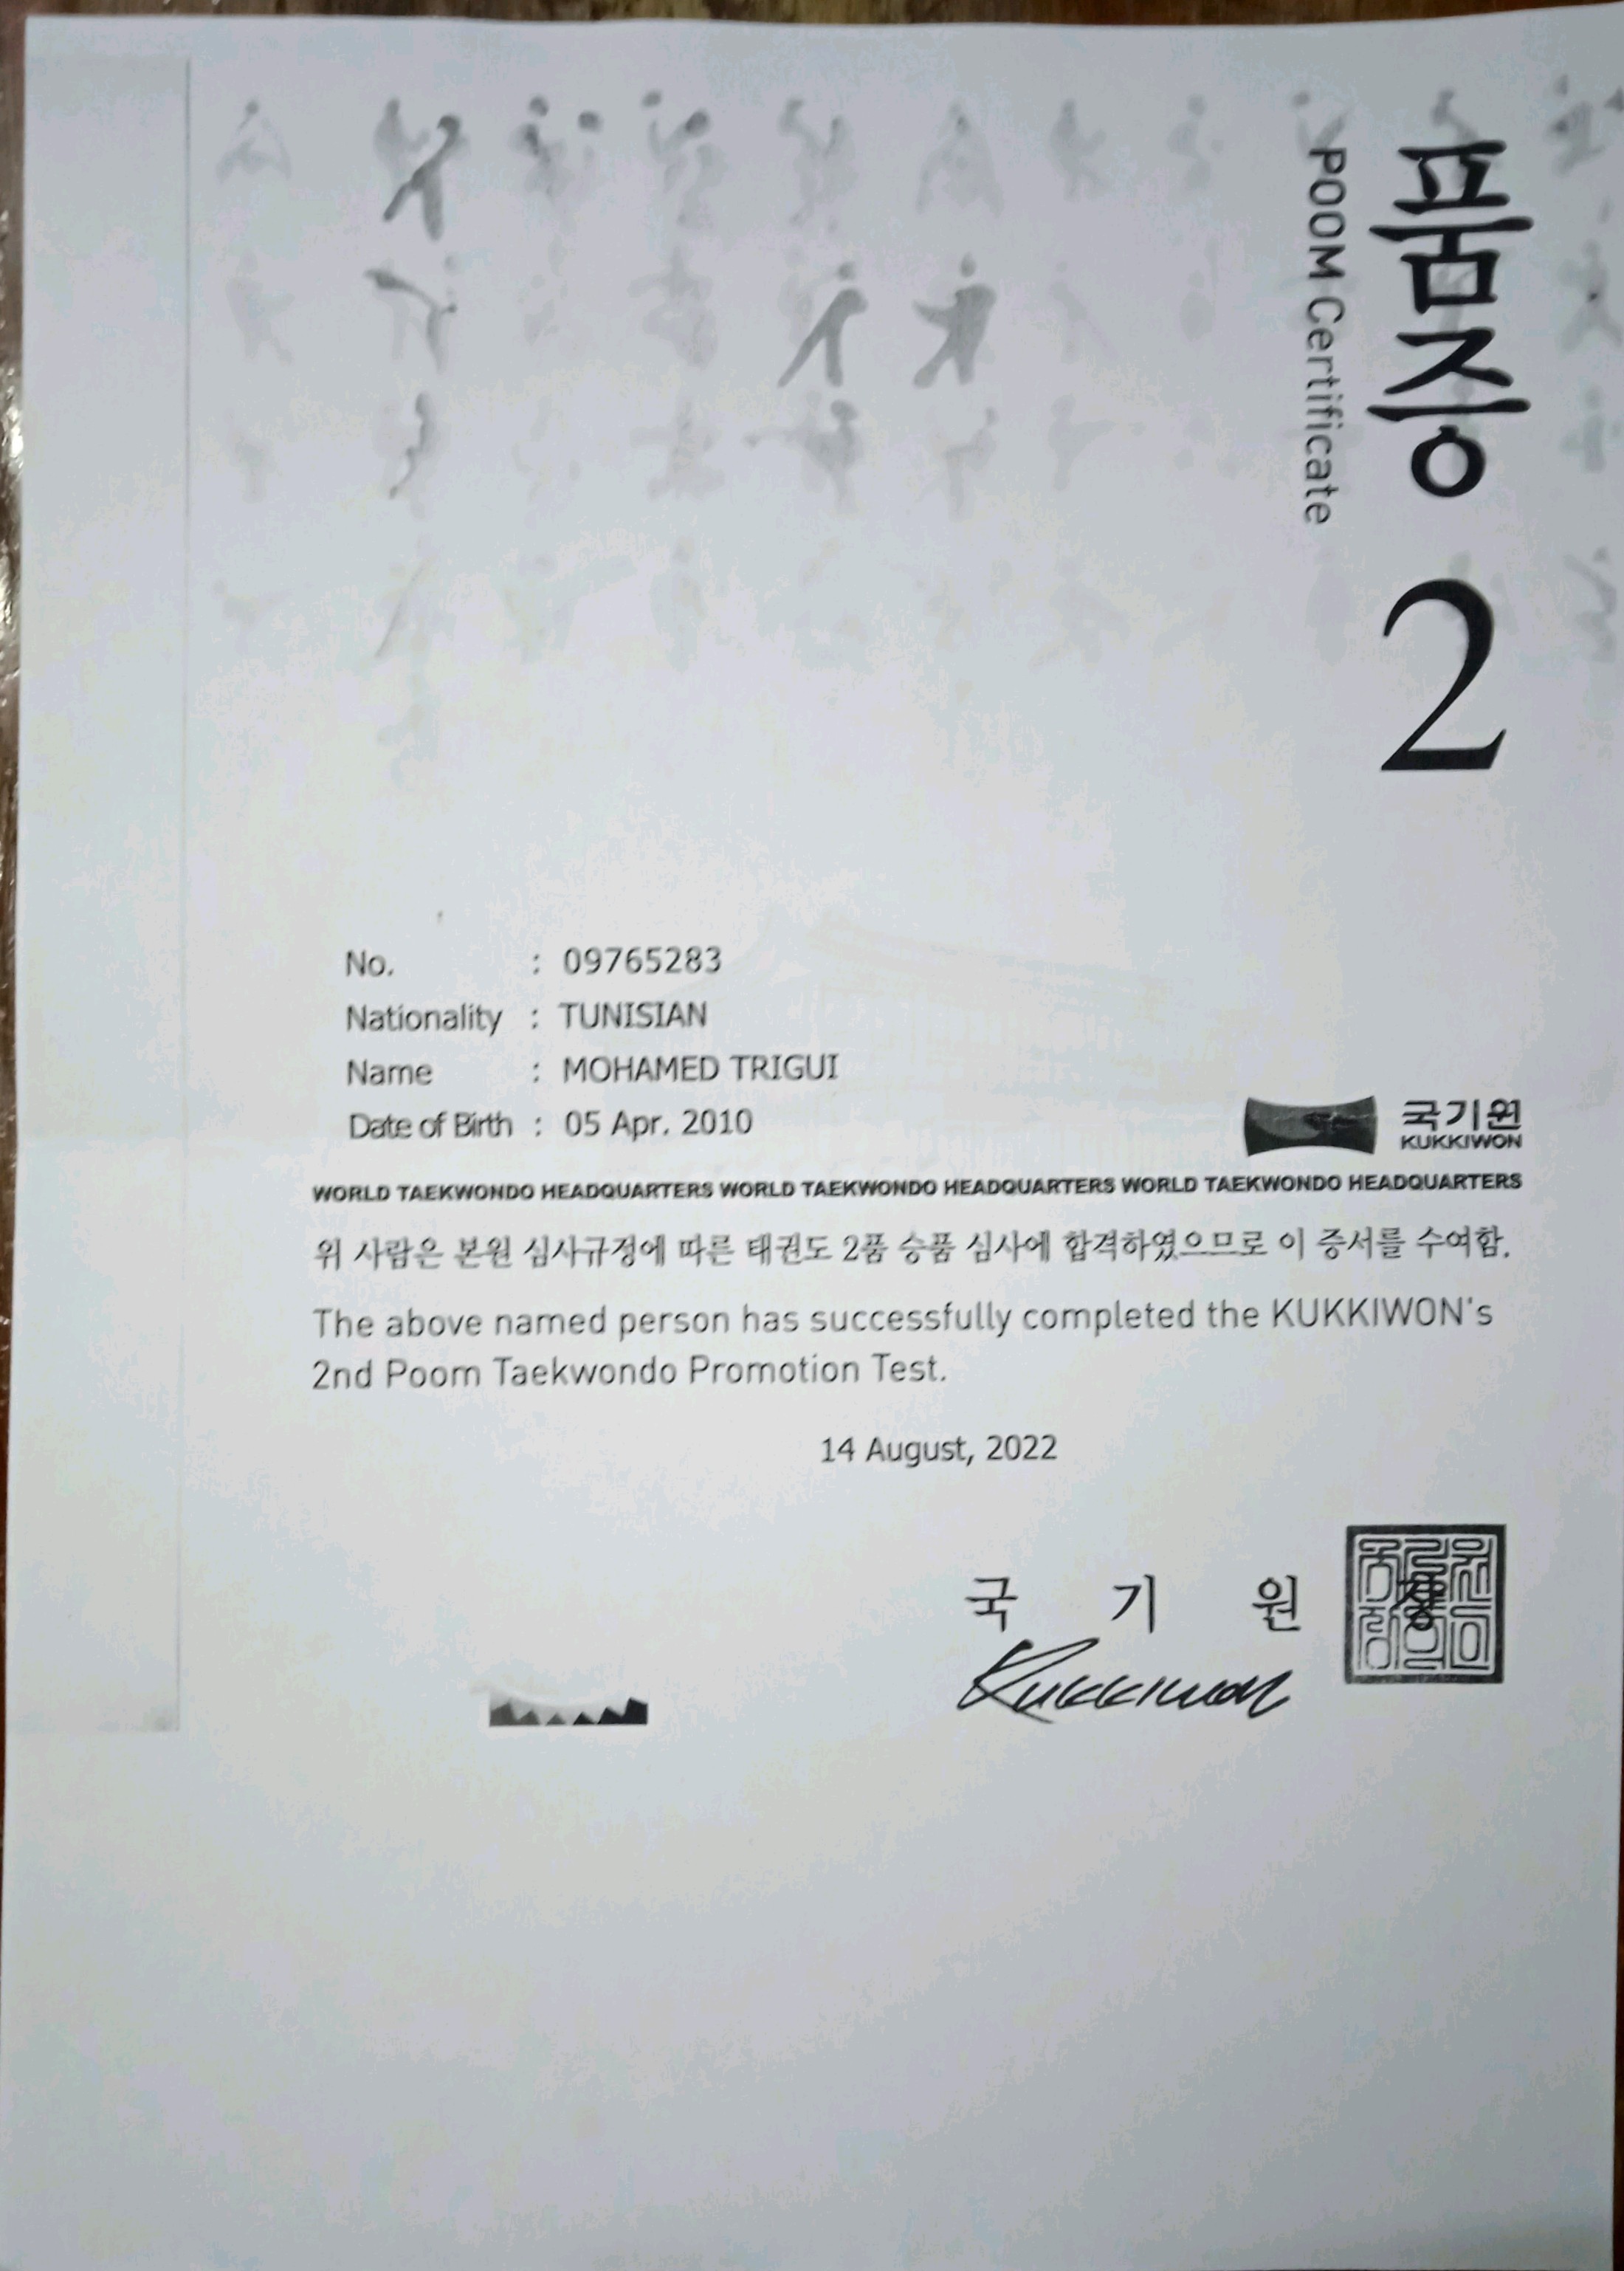 품증
POOM Certificate
2
No. : 09765283
Nationality : TUNISIAN
Name : MOHAMED TRIGUI
Date of Birth : 05 Apr. 2010
국기원
KUKKIWON
WORLD TAEKWONDO HEADQUARTERS WORLD TAEKWONDO HEADQUARTERS WORLD TAEKWONDO HEADQUARTERS
위 사람은 본원 심사규정에 따른 태권도 2품 승품 심사에 합격하였으므로 이 증서를 수여함.
The above named person has successfully completed the KUKKIWON's
2nd Poom Taekwondo Promotion Test.
14 August, 2022
국 기 원
Kukkiwon